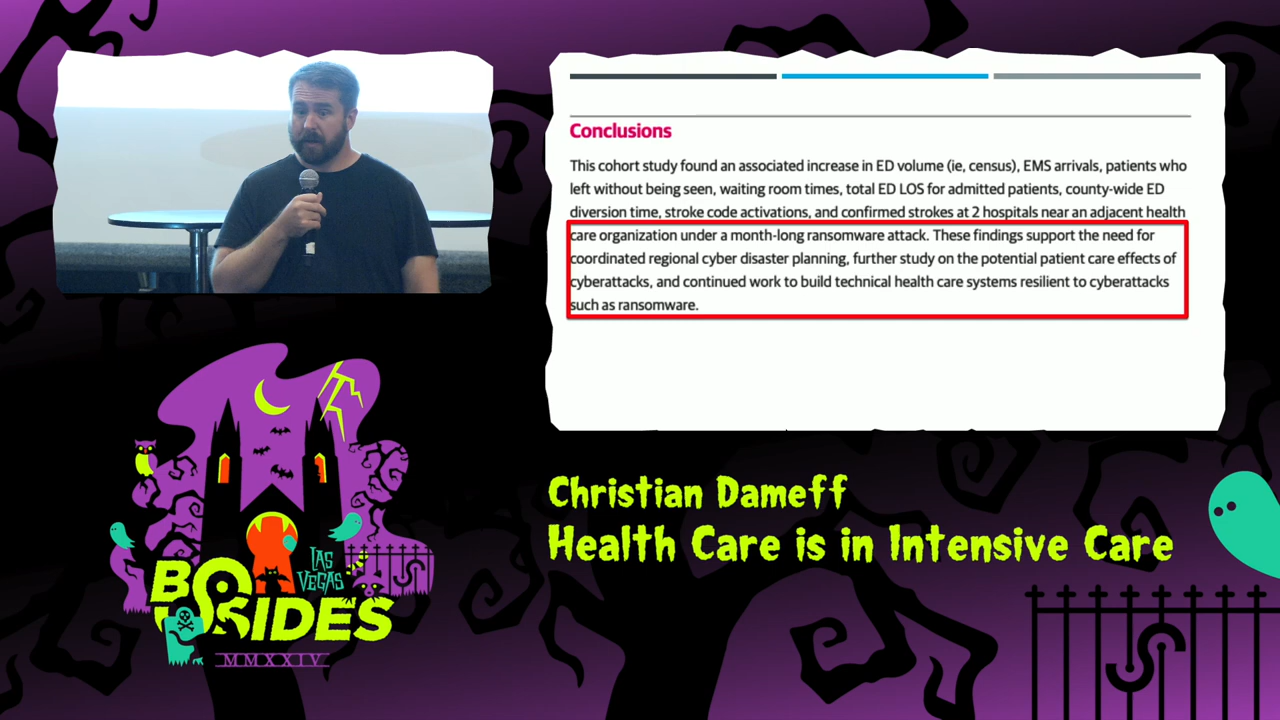 Conclusions
This cohort study found an associated increase in ED volume (ie, census), EMS arrivals, patients who
left without being seen, waiting room times, total ED LOS for admitted patients, county-wide ED
diversion time, stroke code activations, and confirmed strokes at 2 hospitals near an adjacent health
care organization under a month-long ransomware attack. These findings support the need for
coordinated regional cyber disaster planning, further study on the potential patient care effects of
cyberattacks, and continued work to build technical health care systems resilient to cyberattacks
such as ransomware.
Christian Dameff
Health Care is in Intensive Care
LAS
VEGAS
BSIDES
MMXXIV